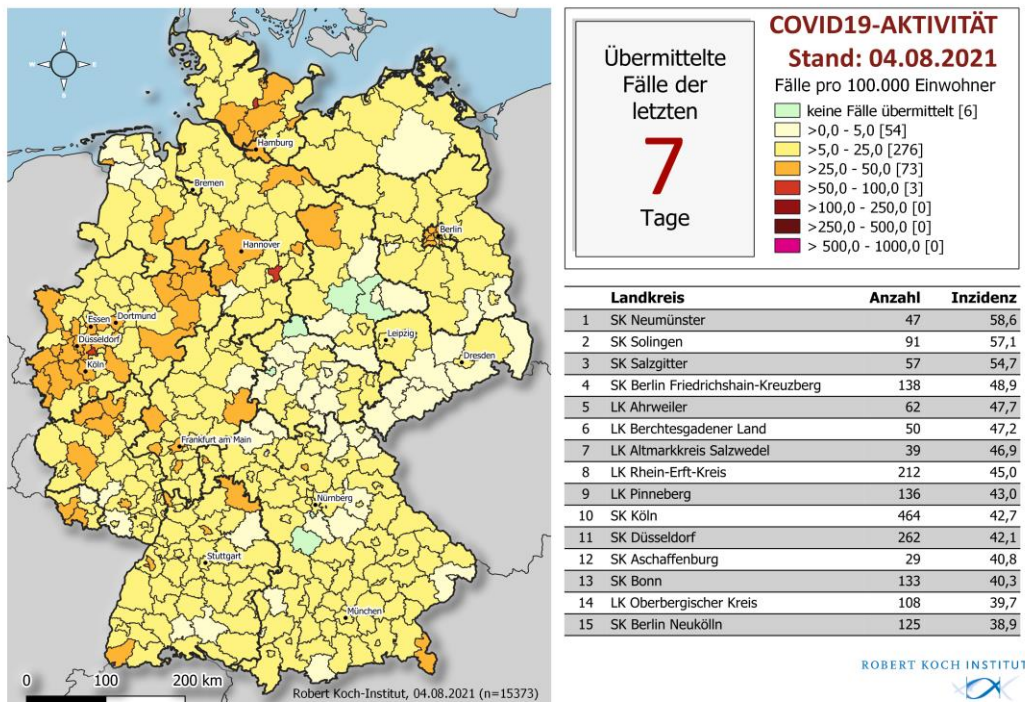 Hamburg
Bremen
Berlin
Hannover
Essen
Dortmund
Düsseldorf
Köln
Leipzig
Dresden
Frankfurt am Main
Nürnberg
Stuttgart
München
0 100 200 km
Robert Koch-Institut, 04.08.2021 (n=15373)
Übermittelte
Fälle der
letzten
7
Tage
COVID19-AKTIVITÄT
Stand: 04.08.2021
Fälle pro 100.000 Einwohner
keine Fälle übermittelt [6]
>0,0 - 5,0 [54]
>5,0 - 25,0 [276]
>25,0 - 50,0 [73]
>50,0 - 100,0 [3]
>100,0 - 250,0 [0]
>250,0 - 500,0 [0]
> 500,0 - 1000,0 [0]
Landkreis Anzahl Inzidenz
1 SK Neumünster 47 58,6
2 SK Solingen 91 57,1
3 SK Salzgitter 57 54,7
4 SK Berlin Friedrichshain-Kreuzberg 138 48,9
5 LK Ahrweiler 62 47,7
6 LK Berchtesgadener Land 50 47,2
7 LK Altmarkkreis Salzwedel 39 46,9
8 LK Rhein-Erft-Kreis 212 45,0
9 LK Pinneberg 136 43,0
10 SK Köln 464 42,7
11 SK Düsseldorf 262 42,1
12 SK Aschaffenburg 29 40,8
13 SK Bonn 133 40,3
14 LK Oberbergischer Kreis 108 39,7
15 SK Berlin Neukölln 125 38,9
ROBERT KOCH INSTITUT